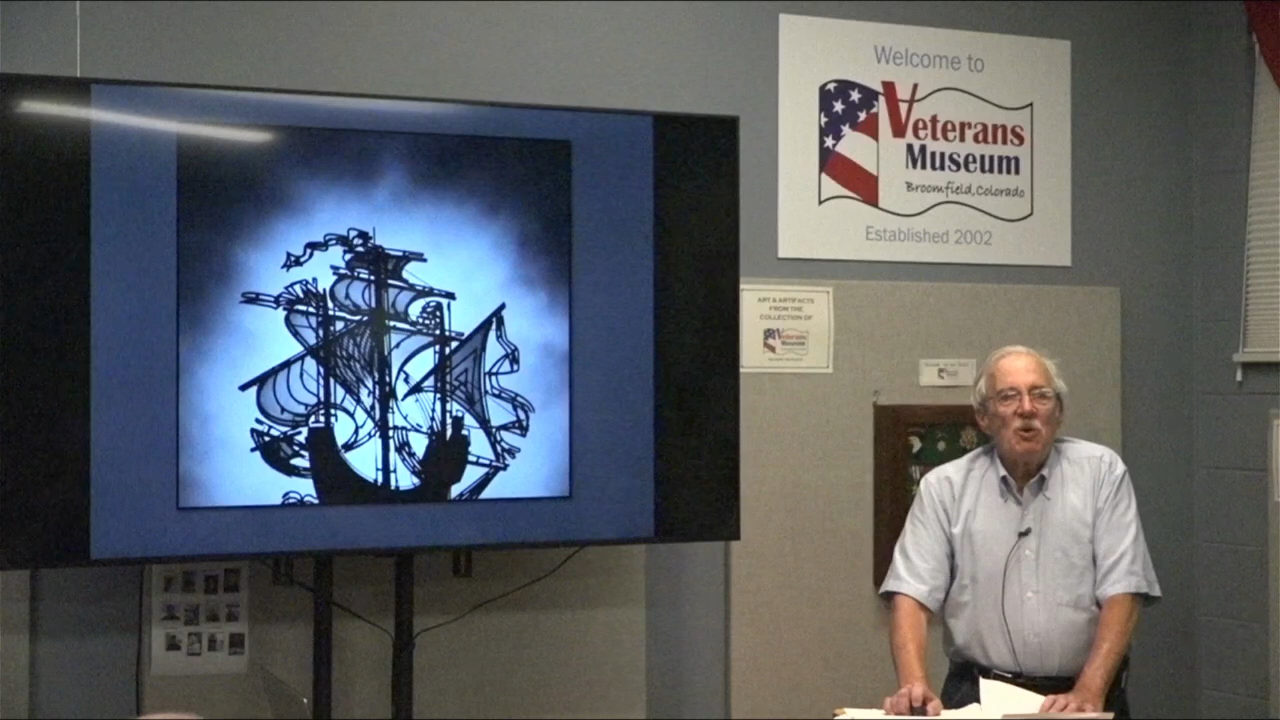 Welcome to
Veterans
Museum
Broomfield, Colorado
Established 2002
ART & ARTIFACTS
FROM THE
COLLECTION OF
Veterans
Museum